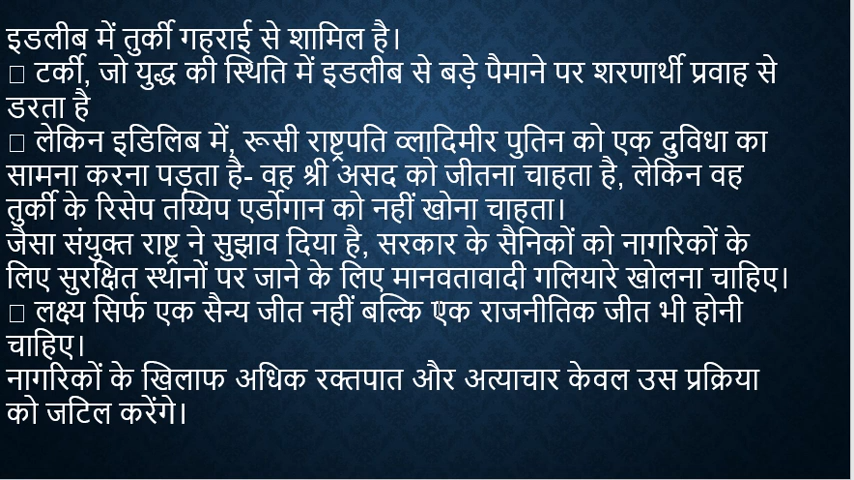 इडलीब में तुर्की गहराई से शामिल है।
▯ टर्की, जो युद्ध की स्थिति में इडलीब से बड़े पैमाने पर शरणार्थी प्रवाह से
डरता है
▯ लेकिन इडिलिब में, रूसी राष्ट्रपति व्लादिमीर पुतिन को एक दुविधा का
सामना करना पड़ता है- वह श्री असद को जीतना चाहता है, लेकिन वह
तुर्की के रिसेप तय्यिप एर्डोगान को नहीं खोना चाहता।
जैसा संयुक्त राष्ट्र ने सुझाव दिया है, सरकार के सैनिकों को नागरिकों के
लिए सुरक्षित स्थानों पर जाने के लिए मानवतावादी गलियारे खोलना चाहिए।
▯ लक्ष्य सिर्फ एक सैन्य जीत नहीं बल्कि एक राजनीतिक जीत भी होनी
चाहिए।
नागरिकों के खिलाफ अधिक रक्तपात और अत्याचार केवल उस प्रक्रिया
को जटिल करेंगे।